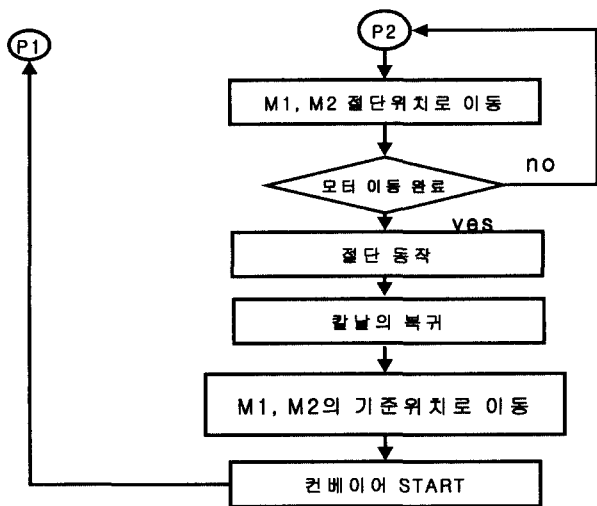 P1
P2
M1, M2 절단위치로 이동
모터 이동 완료
no
yes
절단 동작
칼날의 복귀
M1, M2의 기준위치로 이동
컨베이어 START